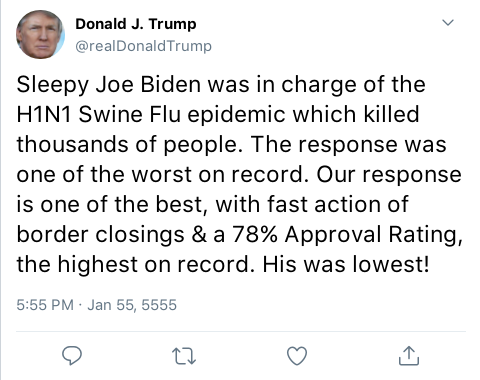 Donald J. Trump
@realDonaldTrump
Sleepy Joe Biden was in charge of the
H1N1 Swine Flu epidemic which killed
thousands of people. The response was
one of the worst on record. Our response
is one of the best, with fast action of
border closings & a 78% Approval Rating,
the highest on record. His was lowest!
5:55 PM · Jan 55, 5555